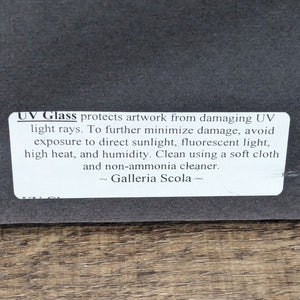 UV Glass protects artwork from damaging UV
light rays. To further minimize damage, avoid
exposure to direct sunlight, fluorescent light,
high heat, and humidity. Clean using a soft cloth
and non-ammonia cleaner.
~ Galleria Scola ~